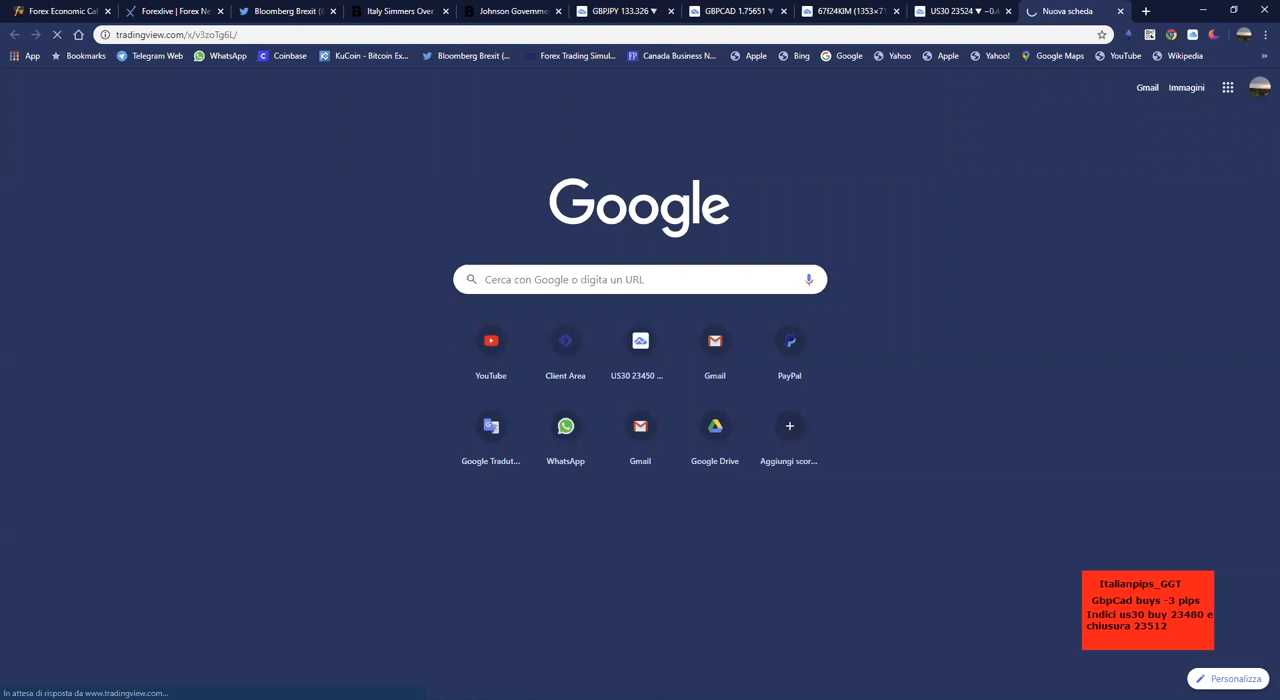 Forex Economic Cal
Forexlive | Forex Ne
Bloomberg Brexit (@
Italy Simmers Over
Johnson Governme
GBPJPY 133.326 ▼
GBPCAD 1.75651 ▼
67f24KIM (1353×71
US30 23524 ▼ −0.4
Nuova scheda
tradingview.com/x/v3zoTg6L/
App
Bookmarks
Telegram Web
WhatsApp
Coinbase
KuCoin - Bitcoin Ex...
Bloomberg Brexit (...
Forex Trading Simul...
Canada Business N...
Apple
Bing
Google
Yahoo
Apple
Yahoo!
Google Maps
YouTube
Wikipedia
Gmail Immagini
Google
Cerca con Google o digita un URL
YouTube
Client Area
US30 23450 ...
Gmail
PayPal
Google Tradut...
WhatsApp
Gmail
Google Drive
Aggiungi scor...
Italianpips_GGT
GbpCad buys -3 pips
Indici us30 buy 23480 e
chiusura 23512
Personalizza
In attesa di risposta da www.tradingview.com...